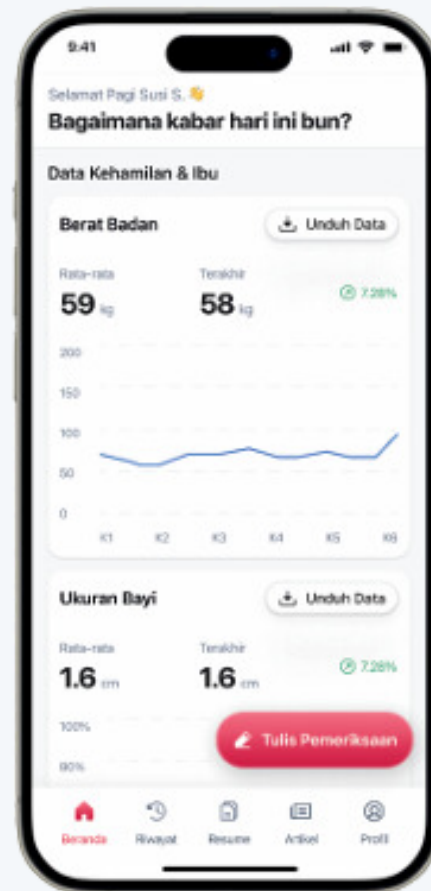 9:41
Selamat Pagi Susi S. 👋
Bagaimana kabar hari ini bun?
Data Kehamilan & Ibu
Berat Badan
Unduh Data
Rata-rata
Terakhir
59 kg
58 kg
7.28%
200
150
100
50
0
K1 K2 K3 K4 K5 K6
Ukuran Bayi
Unduh Data
Rata-rata
Terakhir
1.6 cm
1.6 cm
7.28%
100%
Tulis Pemeriksaan
80%
Beranda Riwayat Resume Artikel Profil